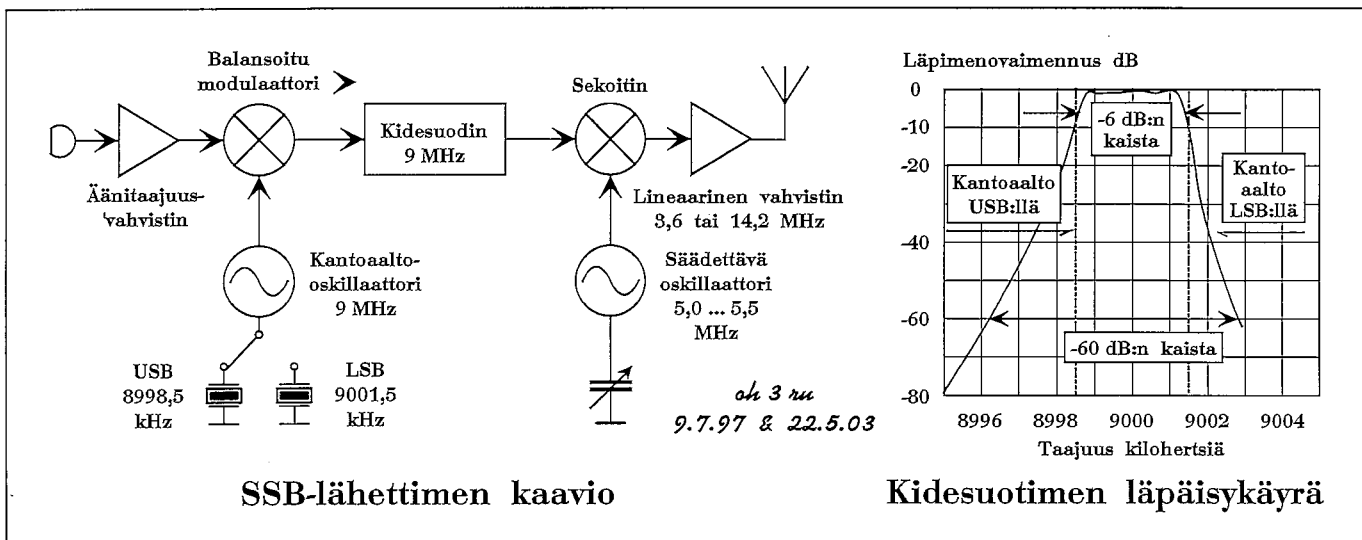 Balansoitu
modulaattori
Kidesuodin
9 MHz
Sekoitin
Äänitaajuus-
vahvistin
Lineaarinen vahvistin
3,6 tai 14,2 MHz
Kantoaalto-
oskillaattori
9 MHz
Säädettävä
oskillaattori
5,0 ... 5,5
MHz
USB
8998,5
kHz
LSB
9001,5
kHz
oh 3 ru
9.7.97 & 22.5.03
SSB-lähettimen kaavio
Läpimenovaimennus dB
0
-10
-20
-40
-60
-80
-6 dB:n
kaista
Kantoaalto
USB:llä
Kanto-
aalto
LSB:llä
-60 dB:n kaista
8996 8998 9000 9002 9004
Taajuus kilohertsiä
Kidesuotimen läpäisykäyrä